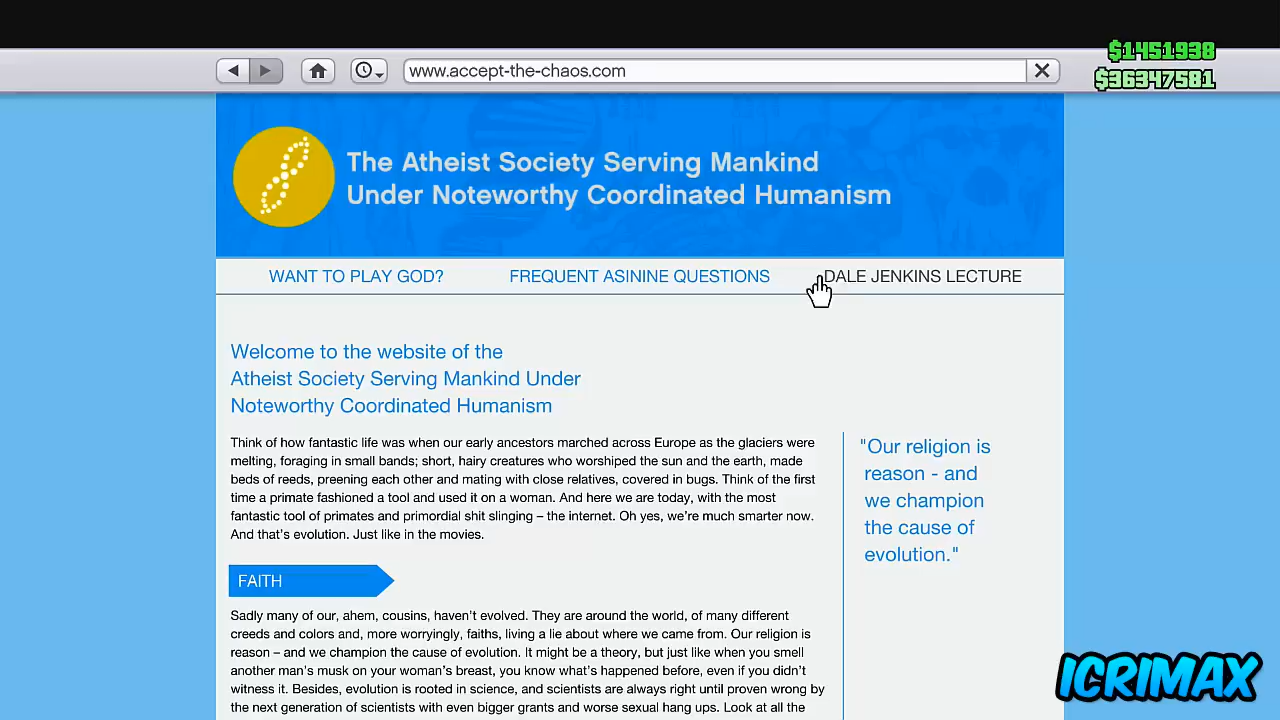 $1451938
www.accept-the-chaos.com
$36347581
The Atheist Society Serving Mankind
Under Noteworthy Coordinated Humanism
WANT TO PLAY GOD? FREQUENT ASININE QUESTIONS DALE JENKINS LECTURE
Welcome to the website of the
Atheist Society Serving Mankind Under
Noteworthy Coordinated Humanism
Think of how fantastic life was when our early ancestors marched across Europe as the glaciers were
melting, foraging in small bands; short, hairy creatures who worshiped the sun and the earth, made
beds of reeds, preening each other and mating with close relatives, covered in bugs. Think of the first
time a primate fashioned a tool and used it on a woman. And here we are today, with the most
fantastic tool of primates and primordial shit slinging – the internet. Oh yes, we're much smarter now.
And that's evolution. Just like in the movies.
"Our religion is
reason - and
we champion
the cause of
evolution."
FAITH
Sadly many of our, ahem, cousins, haven't evolved. They are around the world, of many different
creeds and colors and, more worryingly, faiths, living a lie about where we came from. Our religion is
reason – and we champion the cause of evolution. It might be a theory, but just like when you smell
another man's musk on your woman's breast, you know what's happened before, even if you didn't
witness it. Besides, evolution is rooted in science, and scientists are always right until proven wrong by
the next generation of scientists with even bigger grants and worse sexual hang ups. Look at all the
ICRIMAX